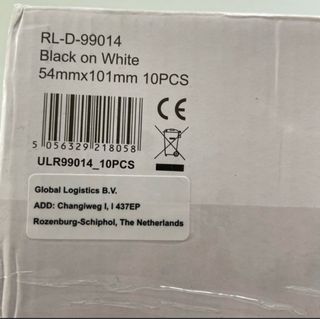 RL-D-99014
Black on White
54mmx101mm 10PCS
CE
5 056329 218058
ULR99014_10PCS
Global Logistics B.V.
ADD: Changiweg I, I 437EP
Rozenburg-Schiphol, The Netherlands